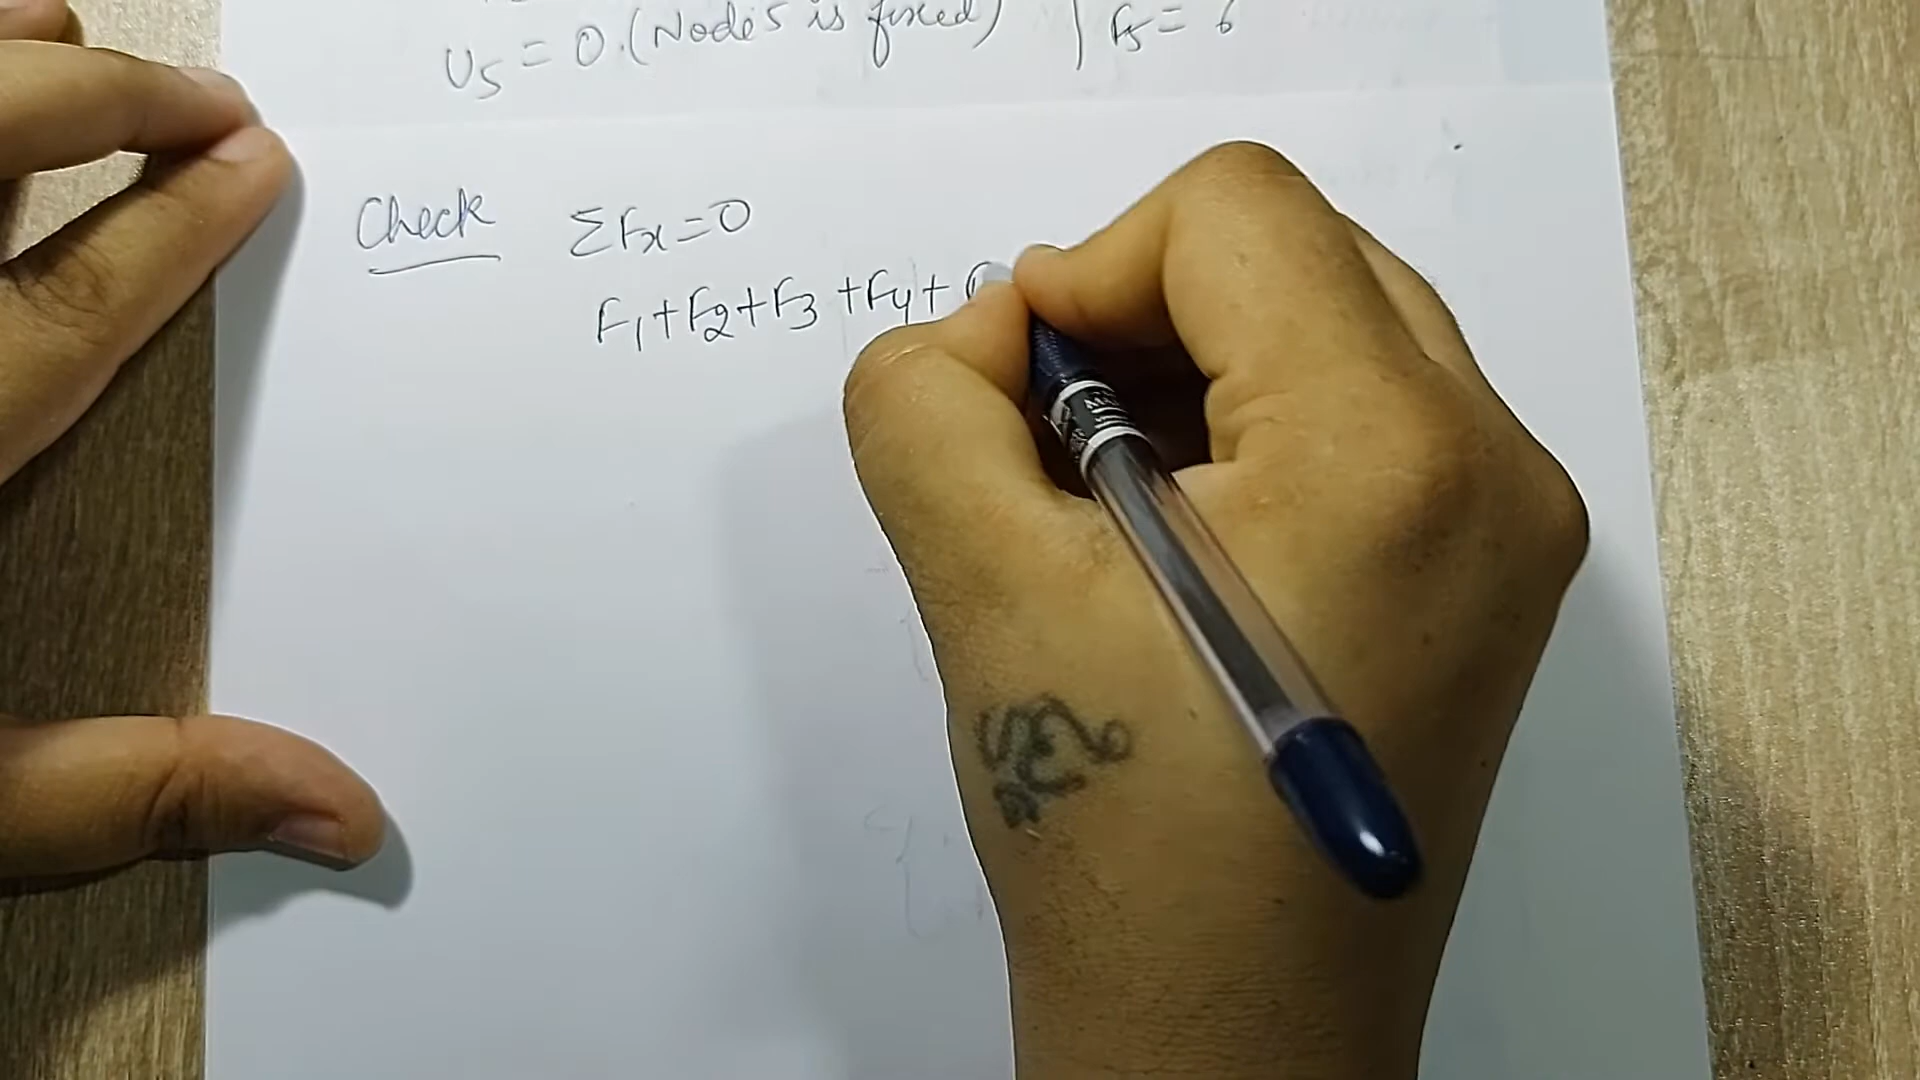 U5 = 0. (Node 5 is fixed) | F5 = 6
Check ΣFx=0
F1+F2+F3+F4+